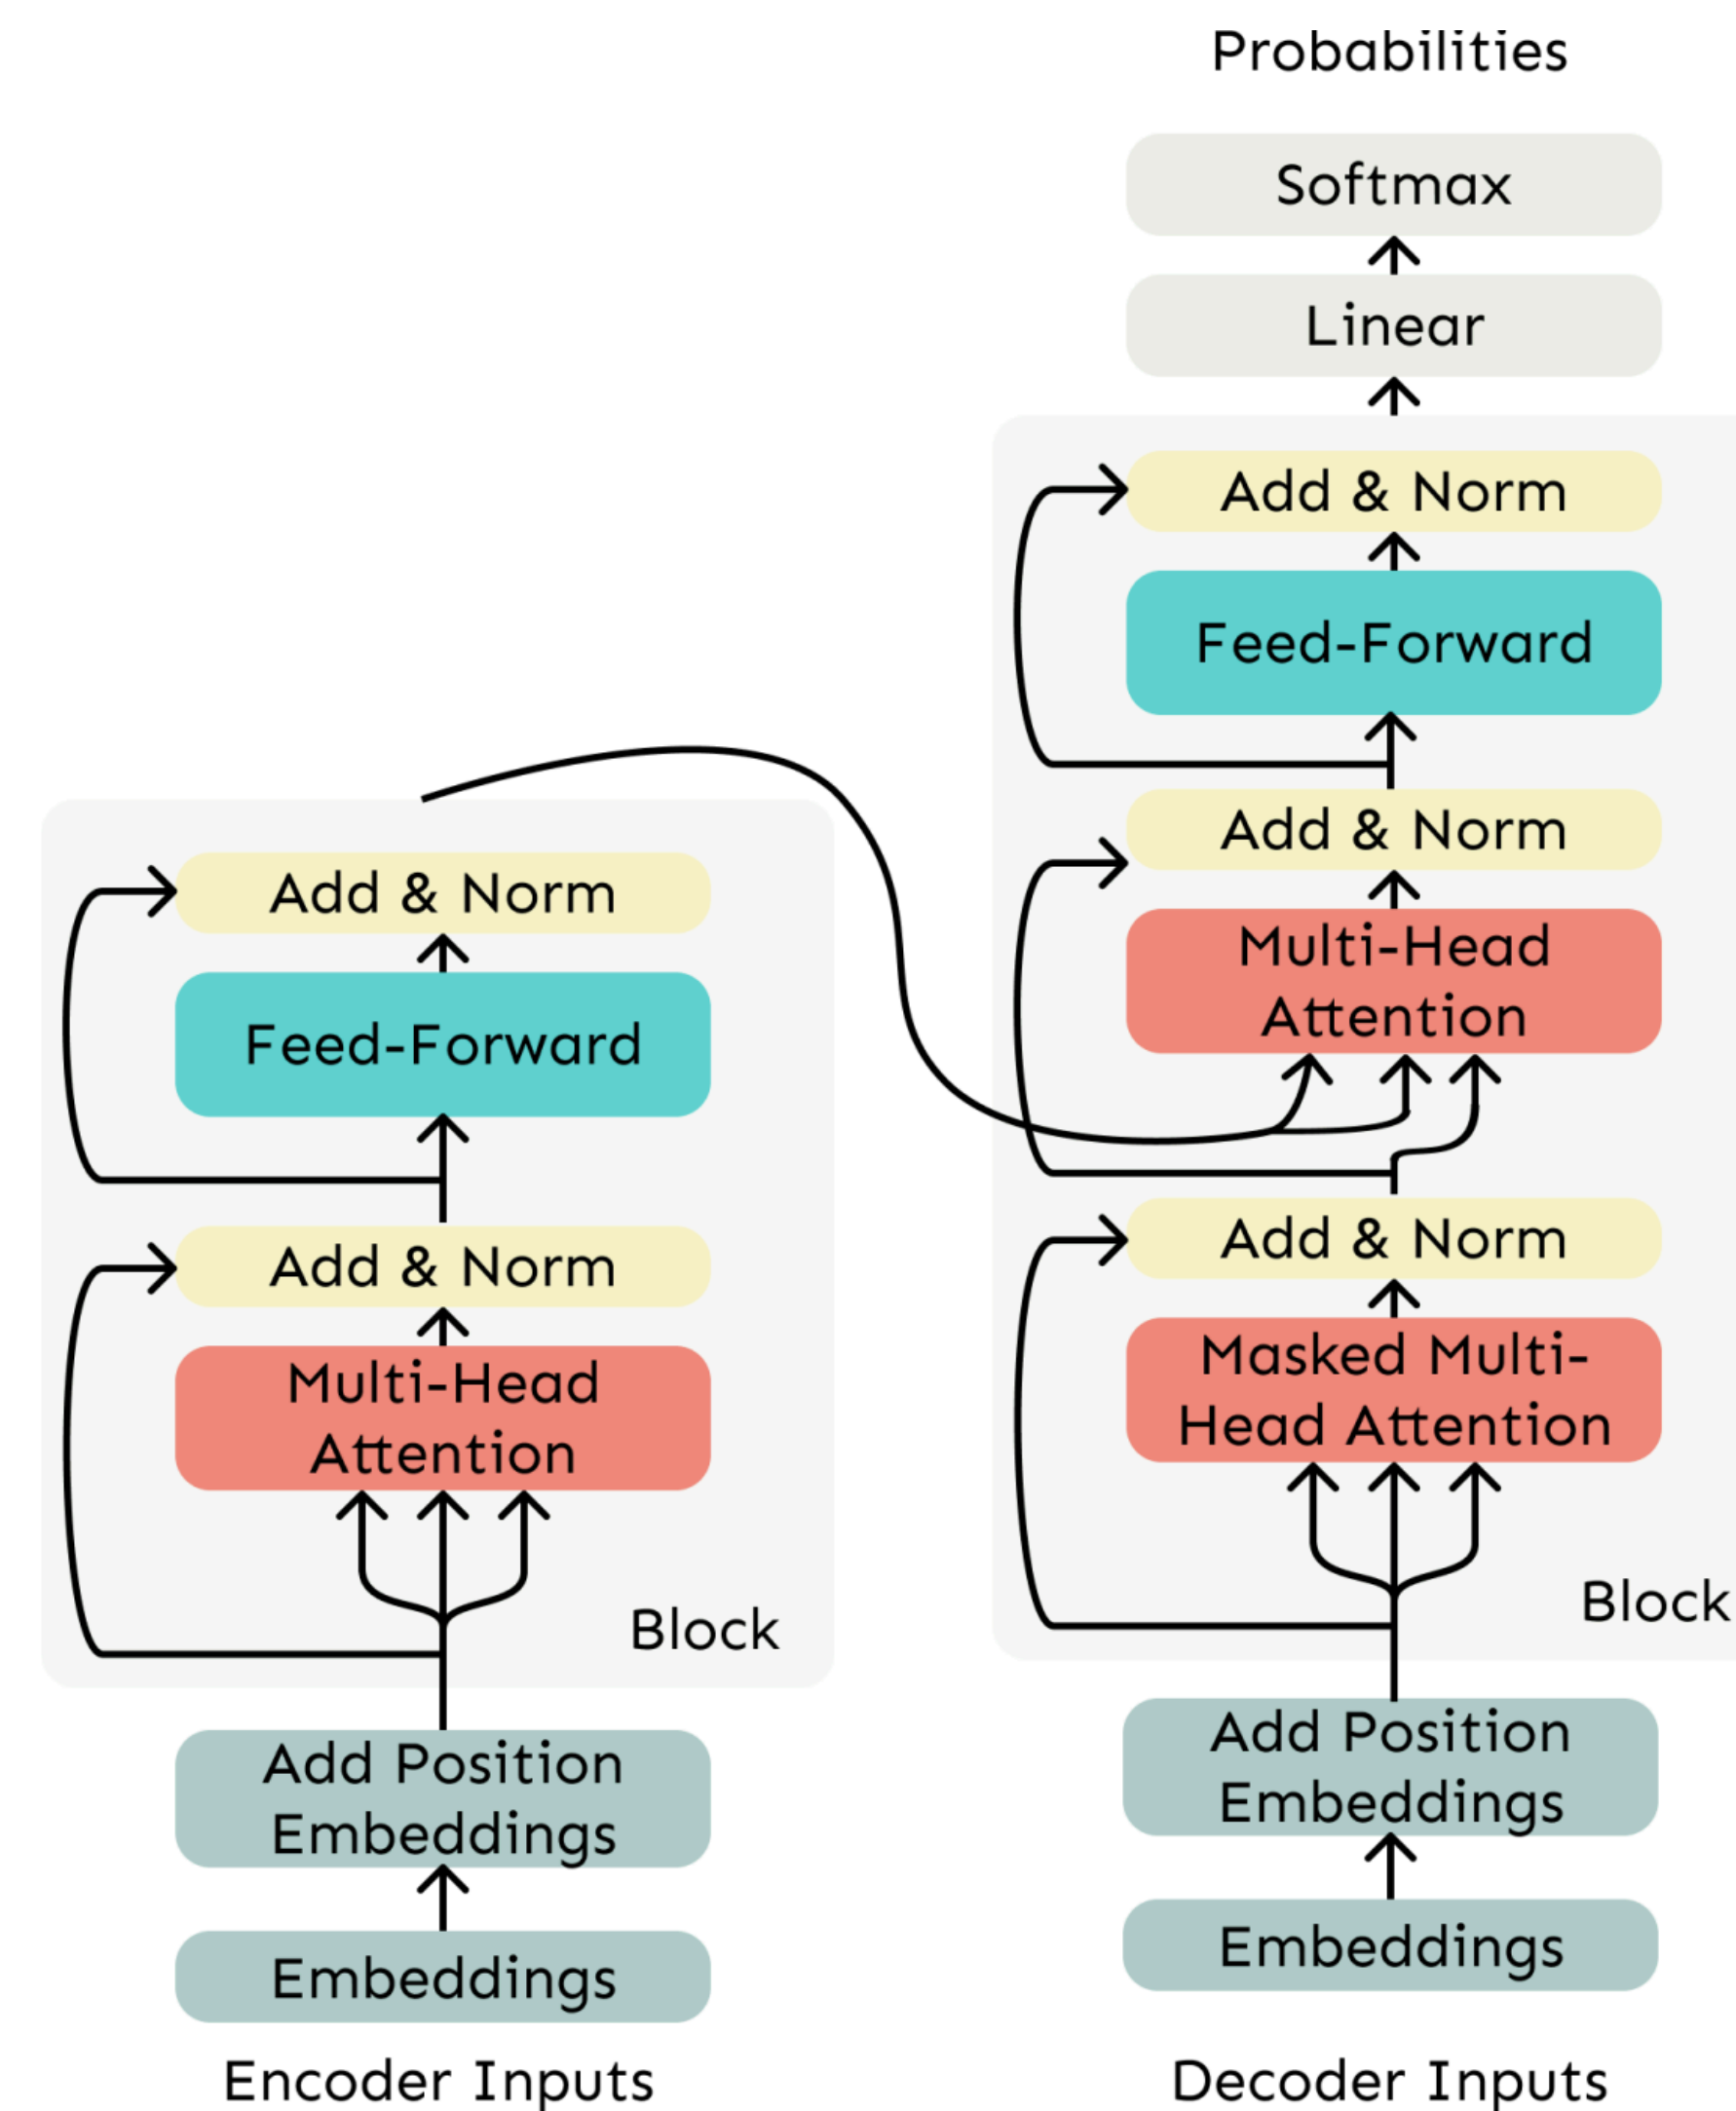 Probabilities
Softmax
Linear
Add & Norm
Feed-Forward
Add & Norm
Multi-Head
Attention
Add & Norm
Masked Multi-
Head Attention
Block
Add Position
Embeddings
Embeddings
Decoder Inputs
Add & Norm
Feed-Forward
Add & Norm
Multi-Head
Attention
Block
Add Position
Embeddings
Embeddings
Encoder Inputs